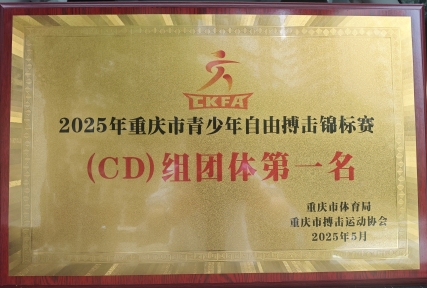 CKFA
2025年重庆市青少年自由搏击锦标赛
(CD)组团体第一名
重庆市体育局
重庆市搏击运动协会
2025年5月